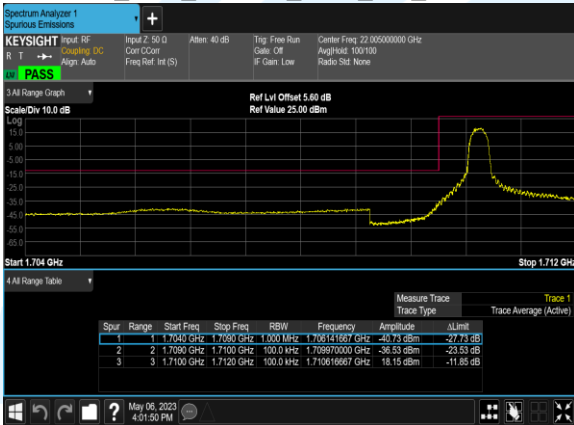 Spectrum Analyzer 1
Spurious Emissions
KEYSIGHT Input: RF Input Z: 50 Ω Atten: 40 dB Trig: Free Run Center Freq: 22.005000000 GHz
R T Coupling: DC Corr CCorr Gate: Off Avg|Hold: 100/100
Align: Auto Freq Ref: Int (S) IF Gain: Low Radio Std: None
PASS
3 All Range Graph
Ref Lvl Offset 5.60 dB
Scale/Div 10.0 dB Ref Value 25.00 dBm
Log
15.0
5.00
-5.00
-15.0
-25.0
-35.0
-45.0
-55.0
-65.0
Start 1.704 GHz Stop 1.712 GHz
4 All Range Table
Measure Trace Trace 1
Trace Type Trace Average (Active)
Spur Range Start Freq Stop Freq RBW Frequency Amplitude ΔLimit
1 1 1.7040 GHz 1.7090 GHz 1.000 MHz 1.706141667 GHz -40.73 dBm -27.73 dB
2 2 1.7090 GHz 1.7100 GHz 100.0 kHz 1.709970000 GHz -36.53 dBm -23.53 dB
3 3 1.7100 GHz 1.7120 GHz 100.0 kHz 1.710616667 GHz 18.15 dBm -11.85 dB
May 06, 2023
4:01:50 PM